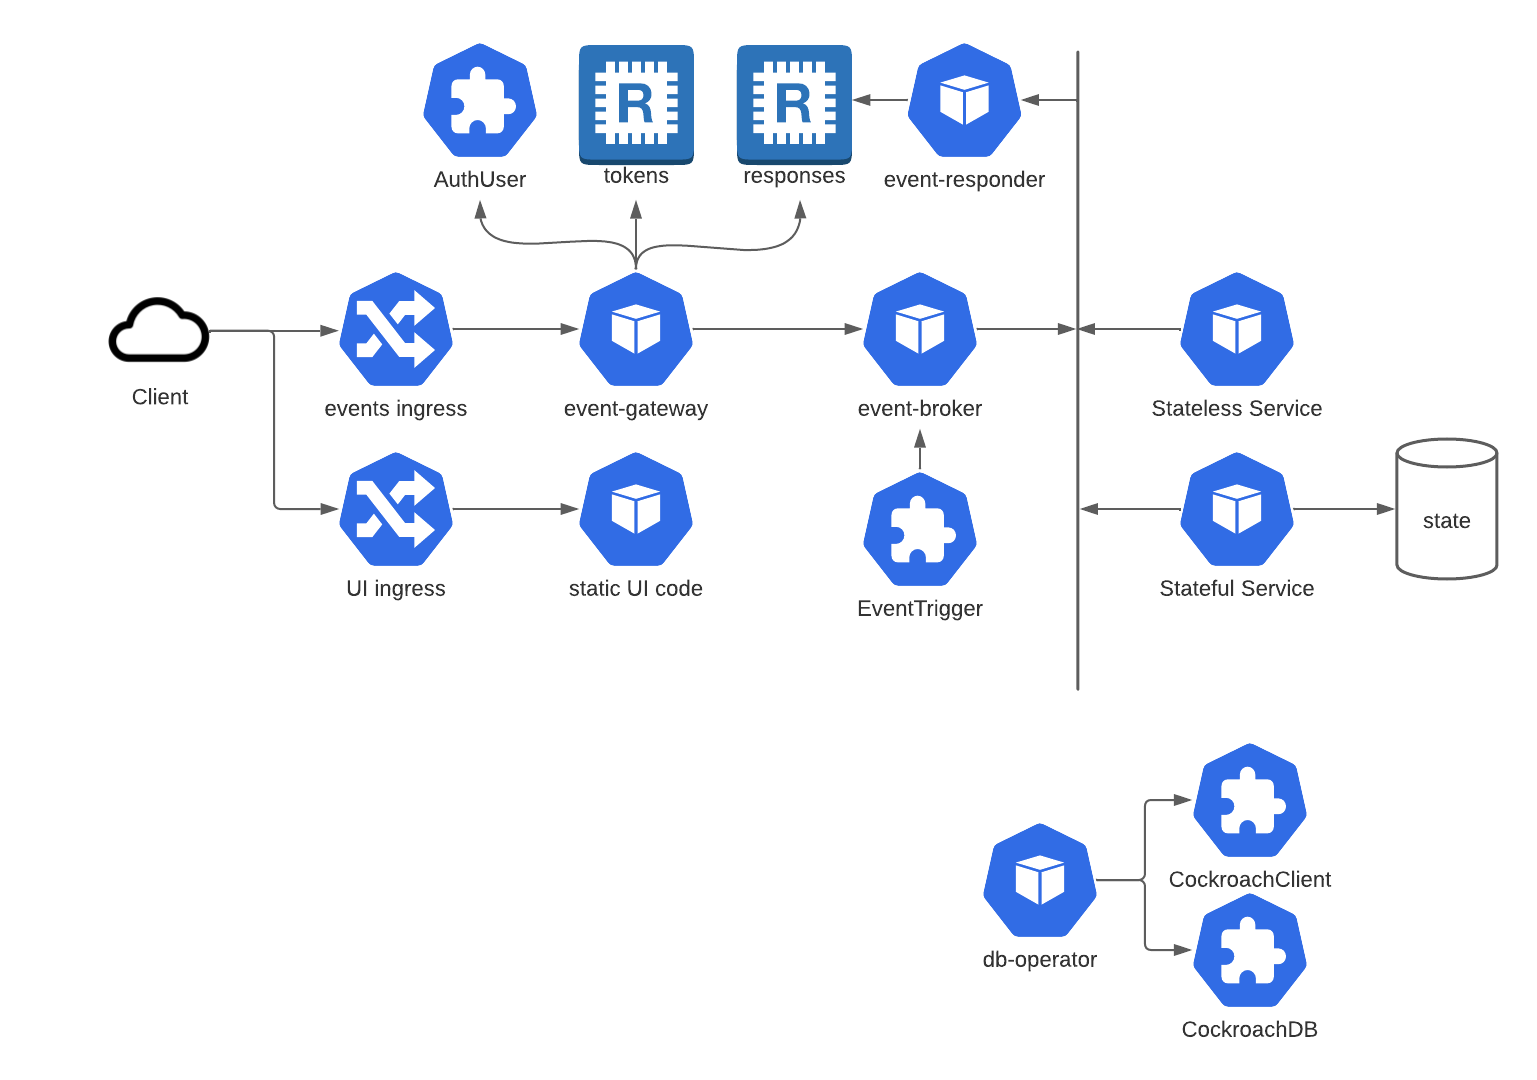 R
R
AuthUser
tokens
responses
event-responder
Client
events ingress
event-gateway
event-broker
Stateless Service
state
UI ingress
static UI code
EventTrigger
Stateful Service
CockroachClient
db-operator
CockroachDB